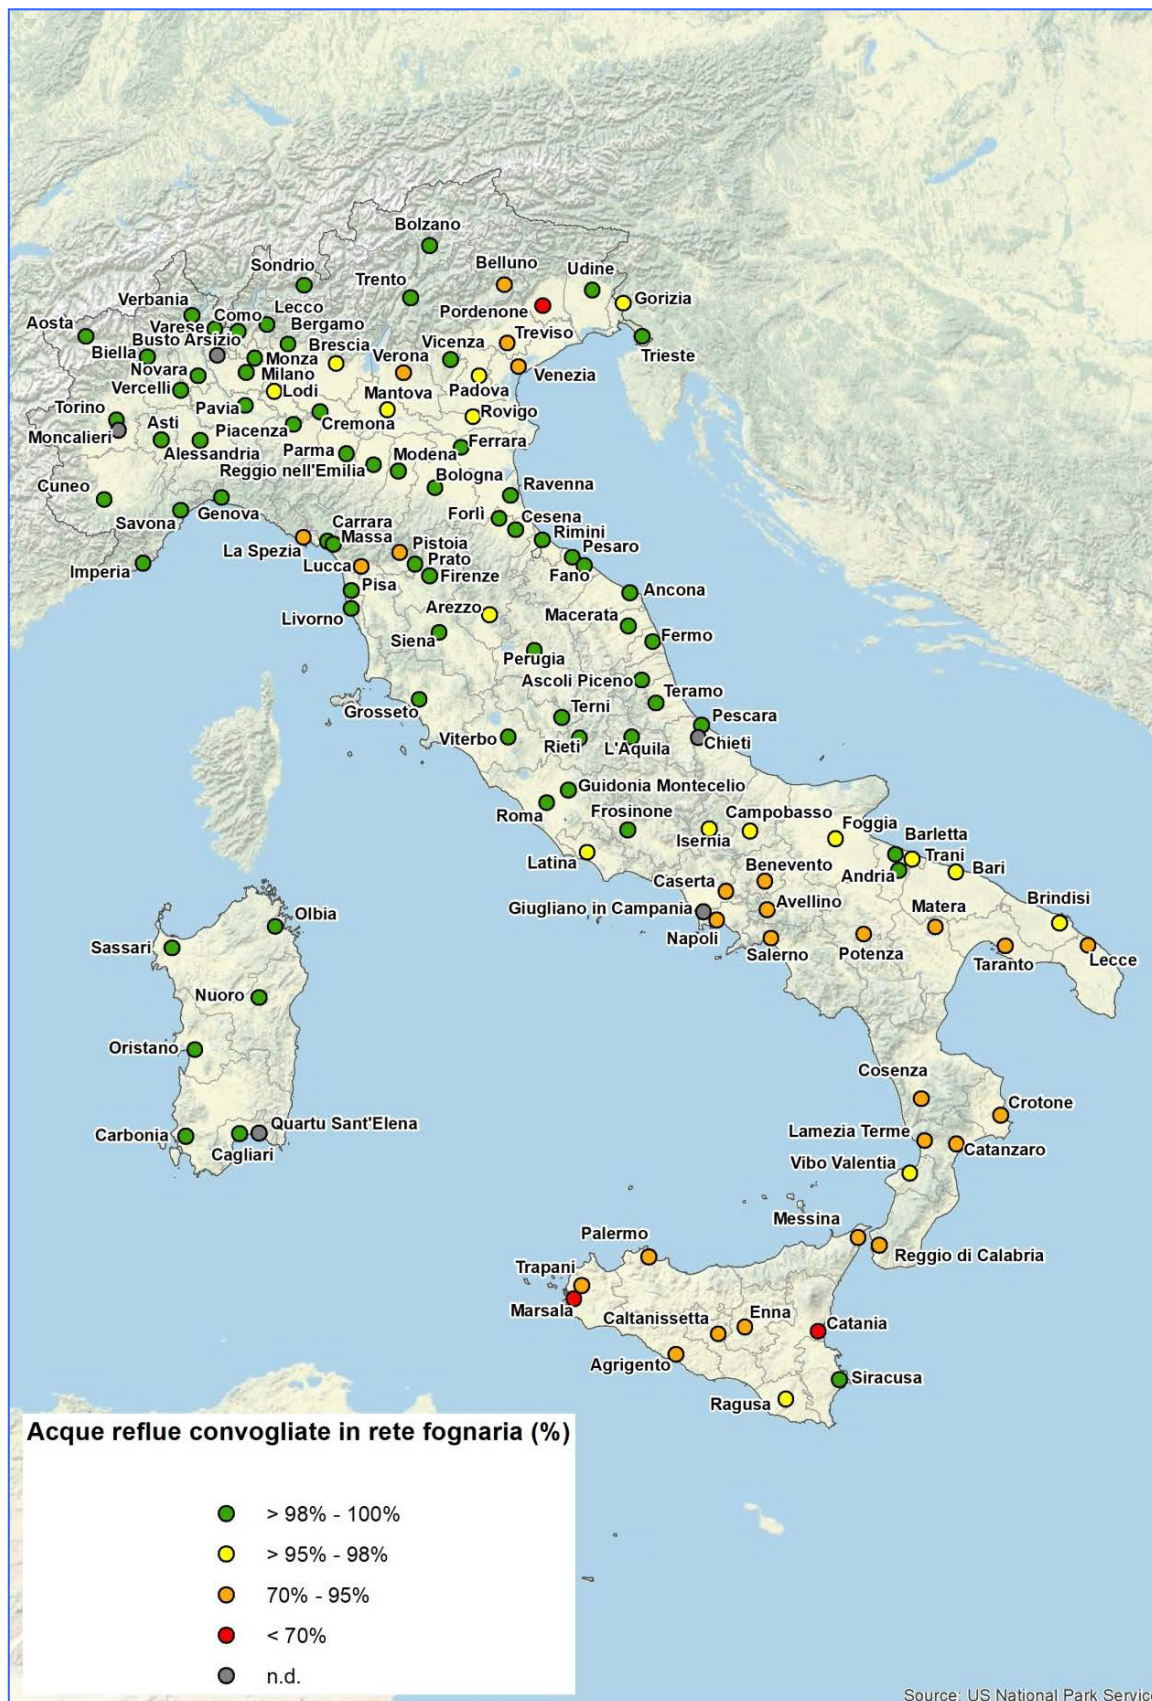 Bolzano
Sondrio
Trento
Belluno
Udine
Verbania
Lecco
Pordenone
Gorizia
Aosta
Varese
Como
Bergamo
Treviso
Busto Arsizio
Brescia
Verona
Vicenza
Trieste
Biella
Monza
Novara
Milano
Venezia
Vercelli
Lodi
Mantova
Padova
Torino
Pavia
Rovigo
Asti
Piacenza
Cremona
Moncalieri
Alessandria
Parma
Modena
Ferrara
Reggio nell'Emilia
Bologna
Cuneo
Ravenna
Savona
Genova
Forlì
Cesena
Carrara
Rimini
Massa
La Spezia
Pistoia
Pesaro
Imperia
Lucca
Prato
Fano
Pisa
Firenze
Ancona
Livorno
Arezzo
Macerata
Siena
Fermo
Perugia
Ascoli Piceno
Grosseto
Terni
Teramo
Pescara
Viterbo
Rieti
L'Aquila
Chieti
Guidonia Montecelio
Roma
Frosinone
Campobasso
Isernia
Foggia
Barletta
Latina
Trani
Benevento
Andria
Bari
Caserta
Giugliano in Campania
Avellino
Matera
Brindisi
Olbia
Napoli
Sassari
Salerno
Potenza
Taranto
Lecce
Nuoro
Oristano
Cosenza
Crotone
Quartu Sant'Elena
Carbonia
Lamezia Terme
Cagliari
Catanzaro
Vibo Valentia
Messina
Palermo
Reggio di Calabria
Trapani
Marsala
Caltanissetta
Enna
Catania
Agrigento
Siracusa
Ragusa
Acque reflue convogliate in rete fognaria (%)
> 98% - 100%
> 95% - 98%
70% - 95%
< 70%
n.d.
Source: US National Park Service